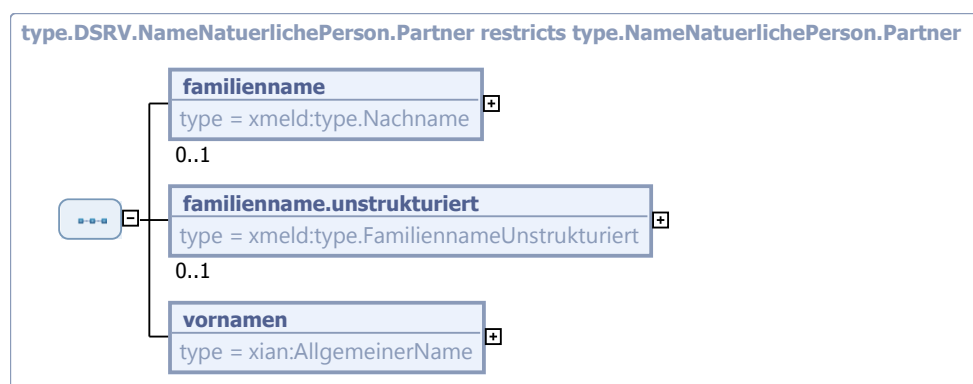 type.DSRV.NameNatuerlichePerson.Partner restricts type.NameNatuerlichePerson.Partner
familienname
type = xmeld:type.Nachname
0..1
familienname.unstrukturiert
type = xmeld:type.FamiliennameUnstrukturiert
0..1
vornamen
type = xian:AllgemeinerName